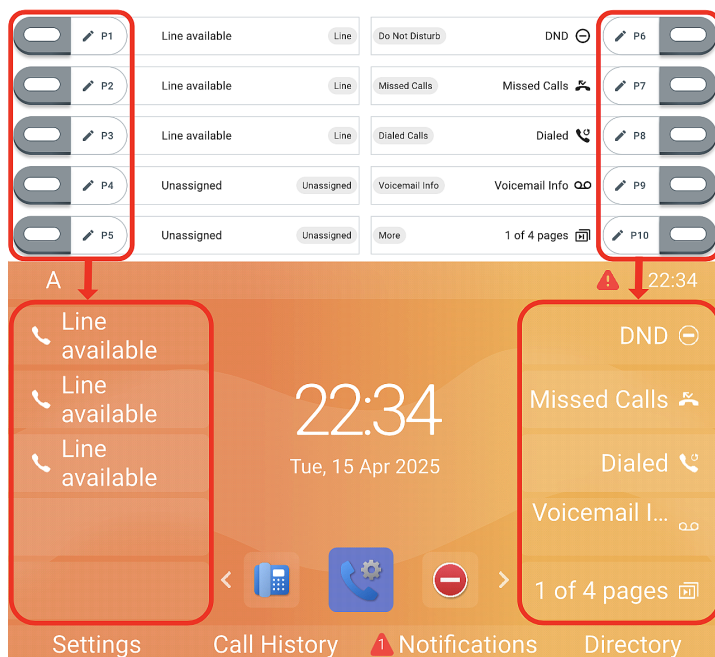 P1 Line available Line Do Not Disturb DND P6
P2 Line available Line Missed Calls Missed Calls P7
P3 Line available Line Dialed Calls Dialed P8
P4 Unassigned Unassigned Voicemail Info Voicemail Info P9
P5 Unassigned Unassigned More 1 of 4 pages P10
A 22:34
Line
available
DND
Line
available
Missed Calls
Line
available
Dialed
Voicemail I...
1 of 4 pages
22:34
Tue, 15 Apr 2025
Settings Call History 1 Notifications Directory